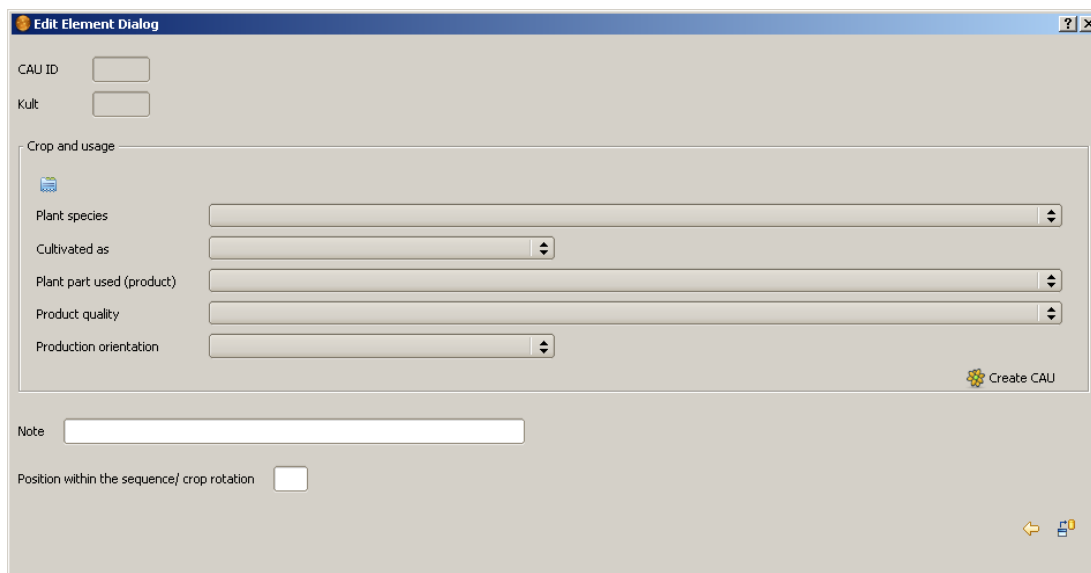 Edit Element Dialog
CAU ID
Kult
Crop and usage
Plant species
Cultivated as
Plant part used (product)
Product quality
Production orientation
Create CAU
Note
Position within the sequence/ crop rotation